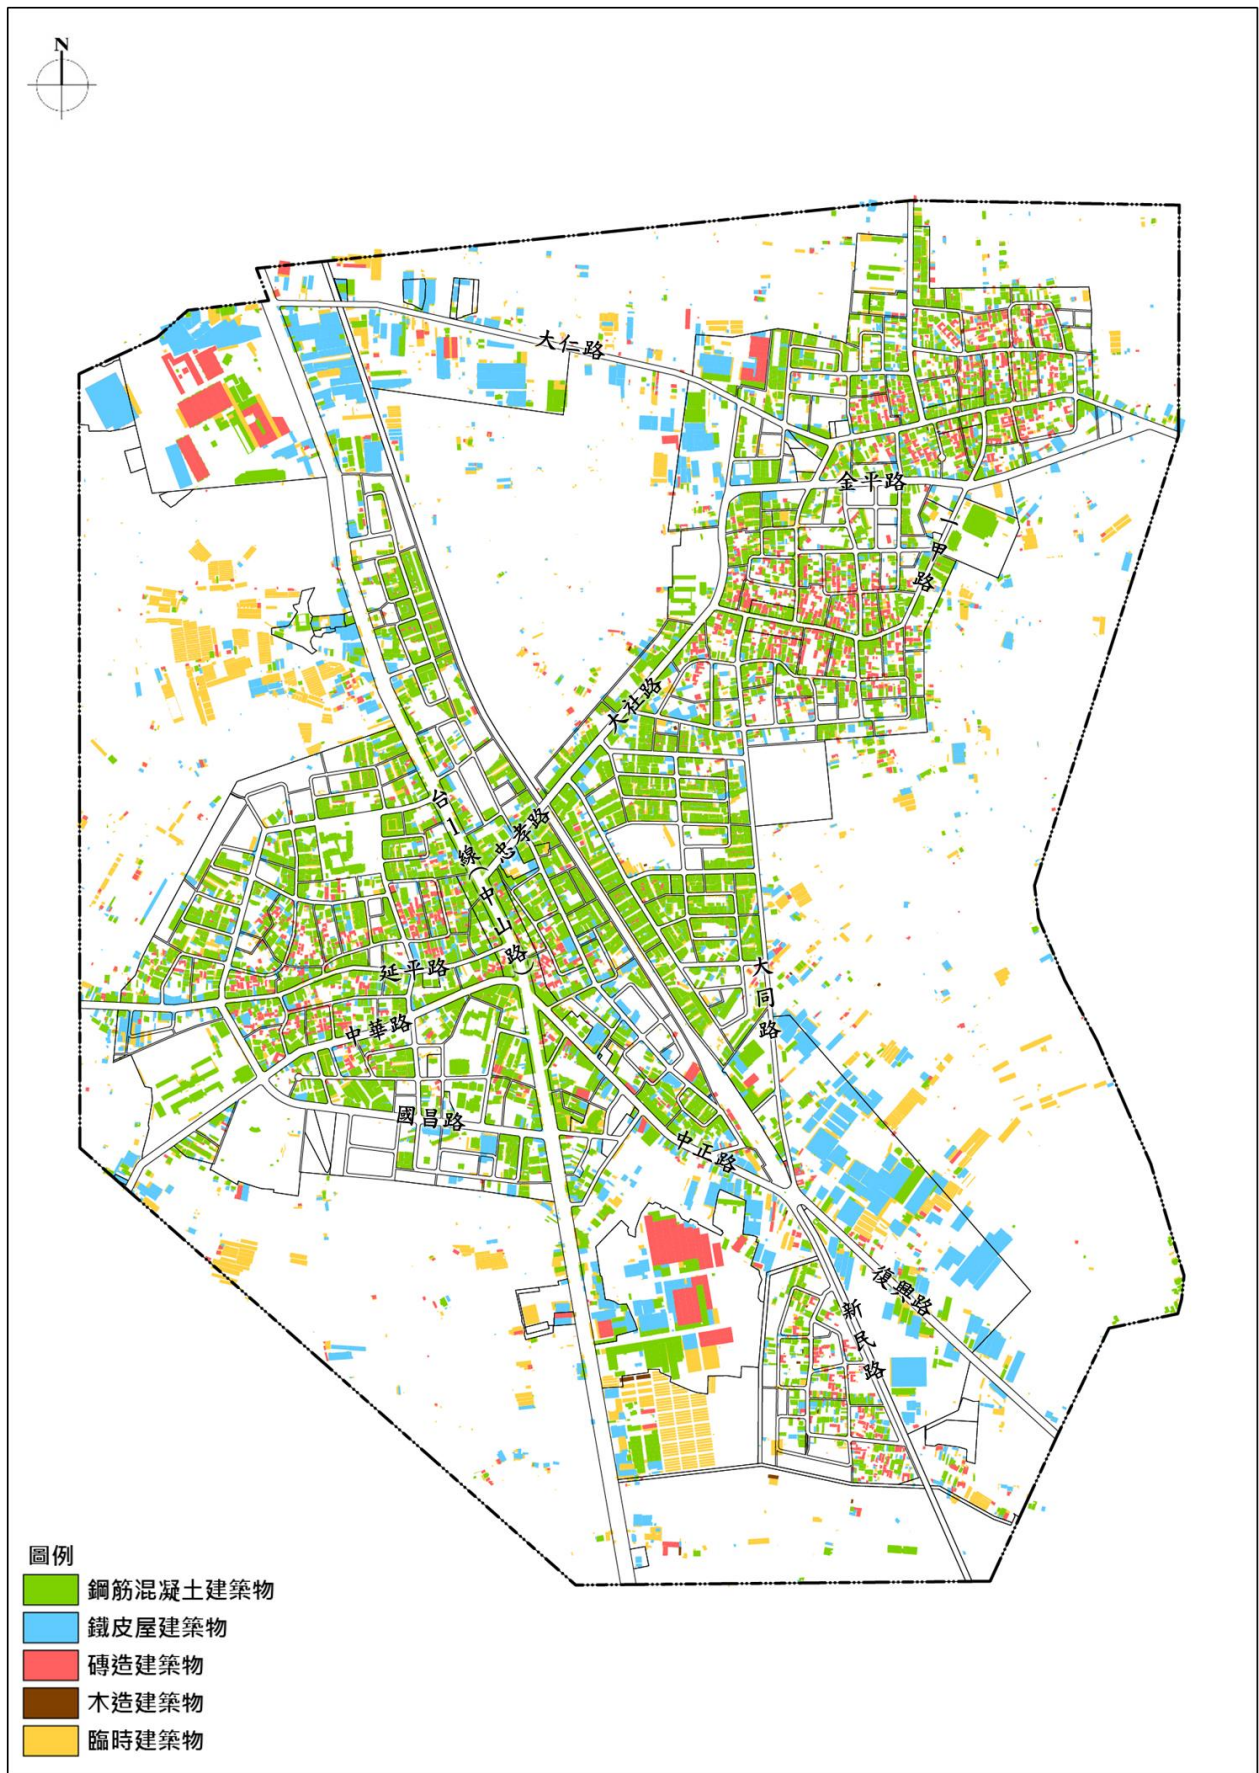 N
大仁路
金平路
一甲路
大社路
台1線(中山路)
忠孝路
延平路
大同路
中華路
國昌路
中正路
復興路
新民路
圖例
鋼筋混凝土建築物
鐵皮屋建築物
磚造建築物
木造建築物
臨時建築物